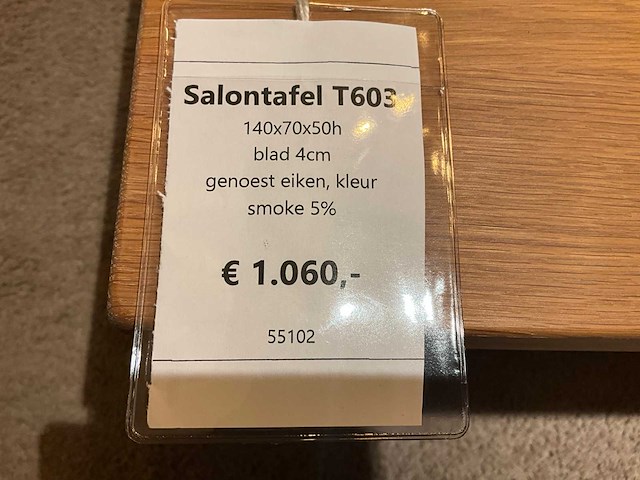 Salontafel T603
140x70x50h
blad 4cm
genoest eiken, kleur
smoke 5%
€ 1.060,-
55102